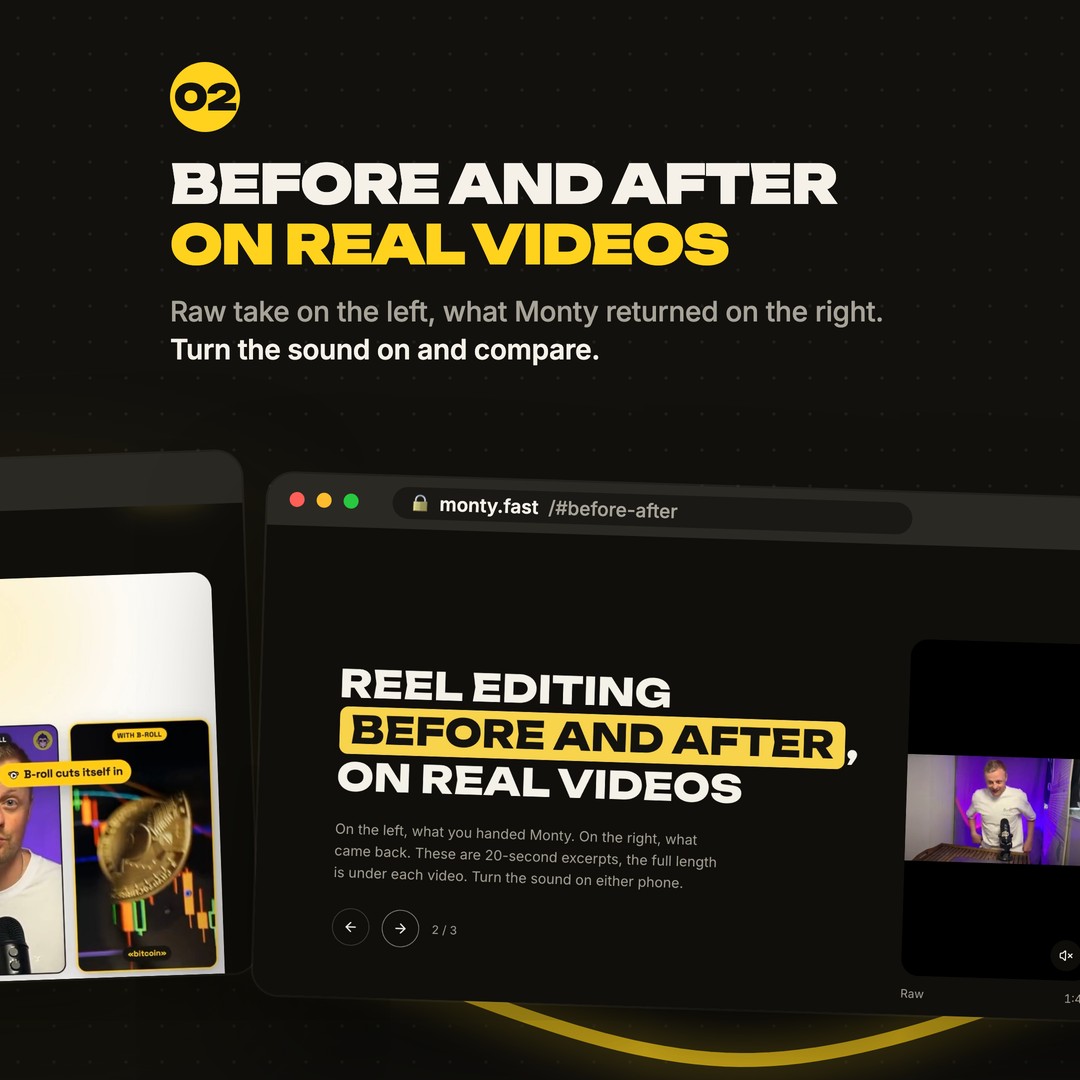 02
BEFORE AND AFTER
ON REAL VIDEOS
Raw take on the left, what Monty returned on the right.
Turn the sound on and compare.
monty.fast /#before-after
WITH B-ROLL
B-roll cuts itself in
«bitcoin»
REEL EDITING
BEFORE AND AFTER,
ON REAL VIDEOS
On the left, what you handed Monty. On the right, what
came back. These are 20-second excerpts, the full length
is under each video. Turn the sound on either phone.
2 / 3
Raw